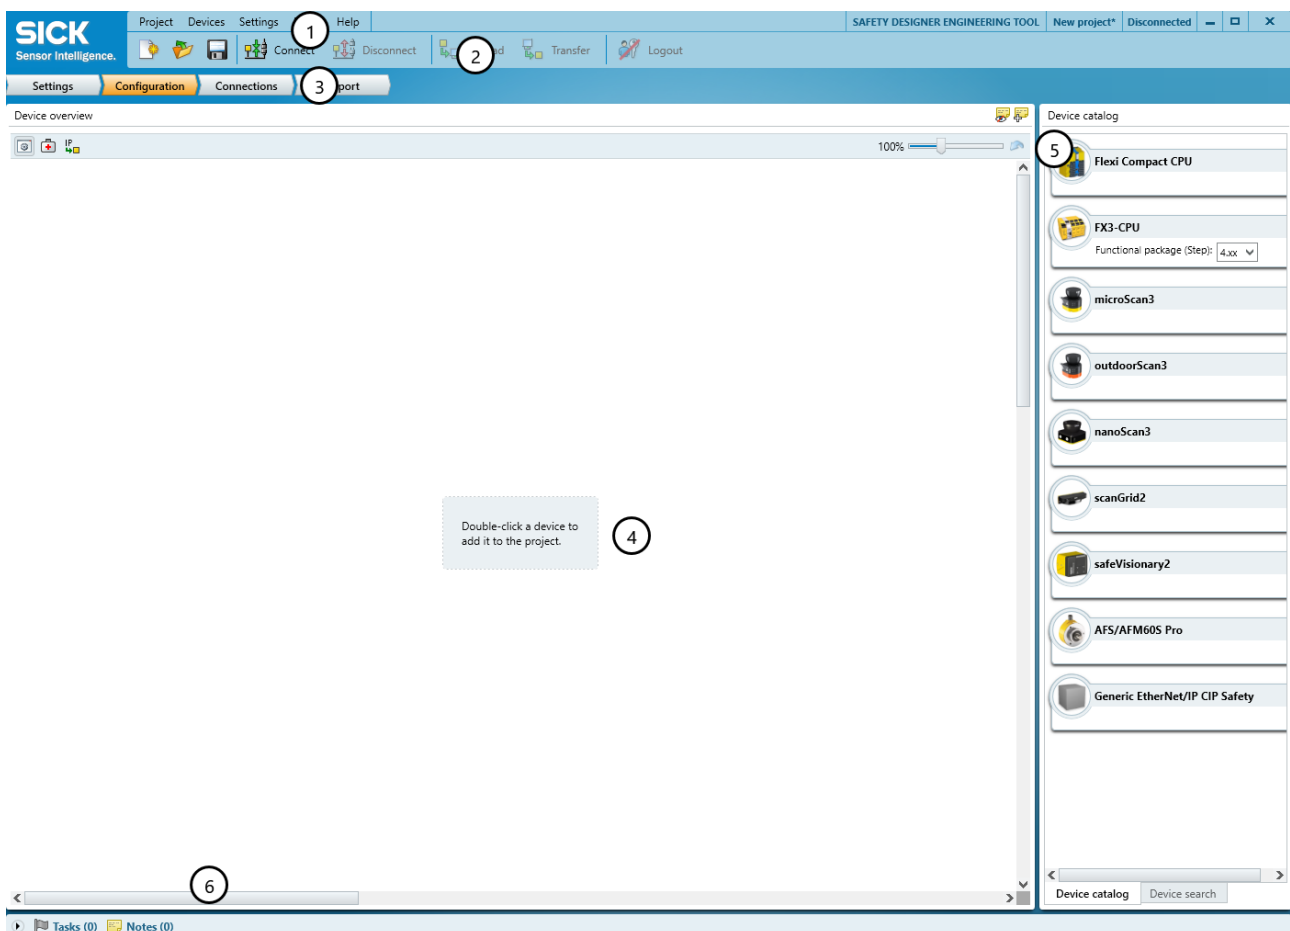 SICK
Sensor Intelligence.
Project Devices Settings Help
SAFETY DESIGNER ENGINEERING TOOL New project* Disconnected
1
Connect Disconnect Transfer Logout
2
Settings Configuration Connections
3
Device overview
Device catalog
IP
100%
5
Flexi Compact CPU
FX3-CPU
Functional package (Step): 4.xx
microScan3
outdoorScan3
nanoScan3
scanGrid2
Double-click a device to
add it to the project.
4
safeVisionary2
AFS/AFM60S Pro
Generic EtherNet/IP CIP Safety
6
Device catalog Device search
Tasks (0) Notes (0)